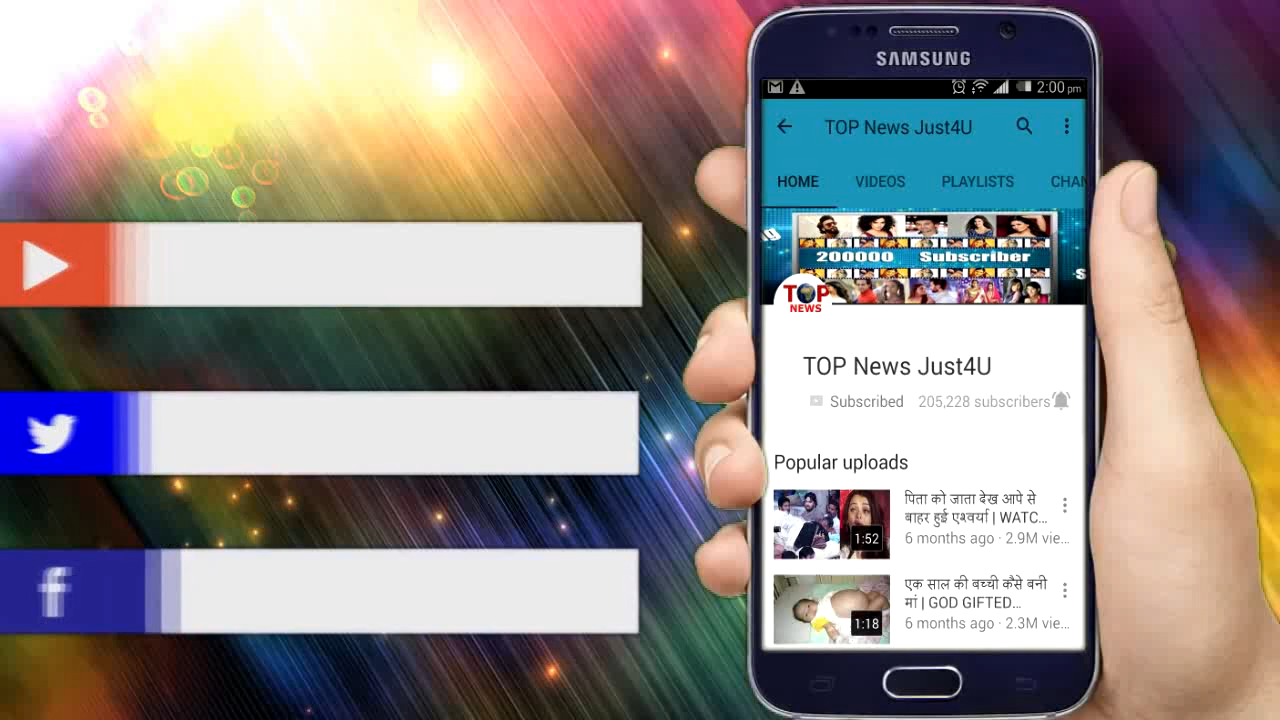 SAMSUNG
2:00 pm
TOP News Just4U
HOME VIDEOS PLAYLISTS CHAN
200000 Subscriber
TOP
NEWS
TOP News Just4U
Subscribed 205,228 subscribers
Popular uploads
पिता को जाता देख आपे से
बाहर हुई एश्वर्या | WATC...
1:52
6 months ago · 2.9M vie...
एक साल की बच्ची कैसे बनी
मां | GOD GIFTED...
1:18
6 months ago · 2.3M vie...